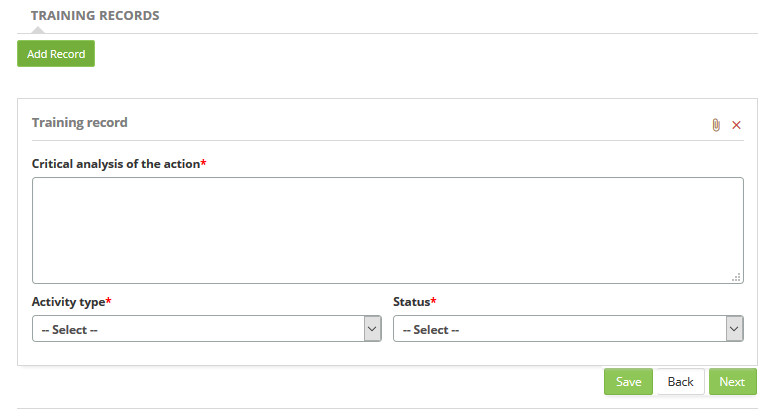 TRAINING RECORDS
Add Record
Training record
Critical analysis of the action*
Activity type* Status*
-- Select -- -- Select --
Save Back Next